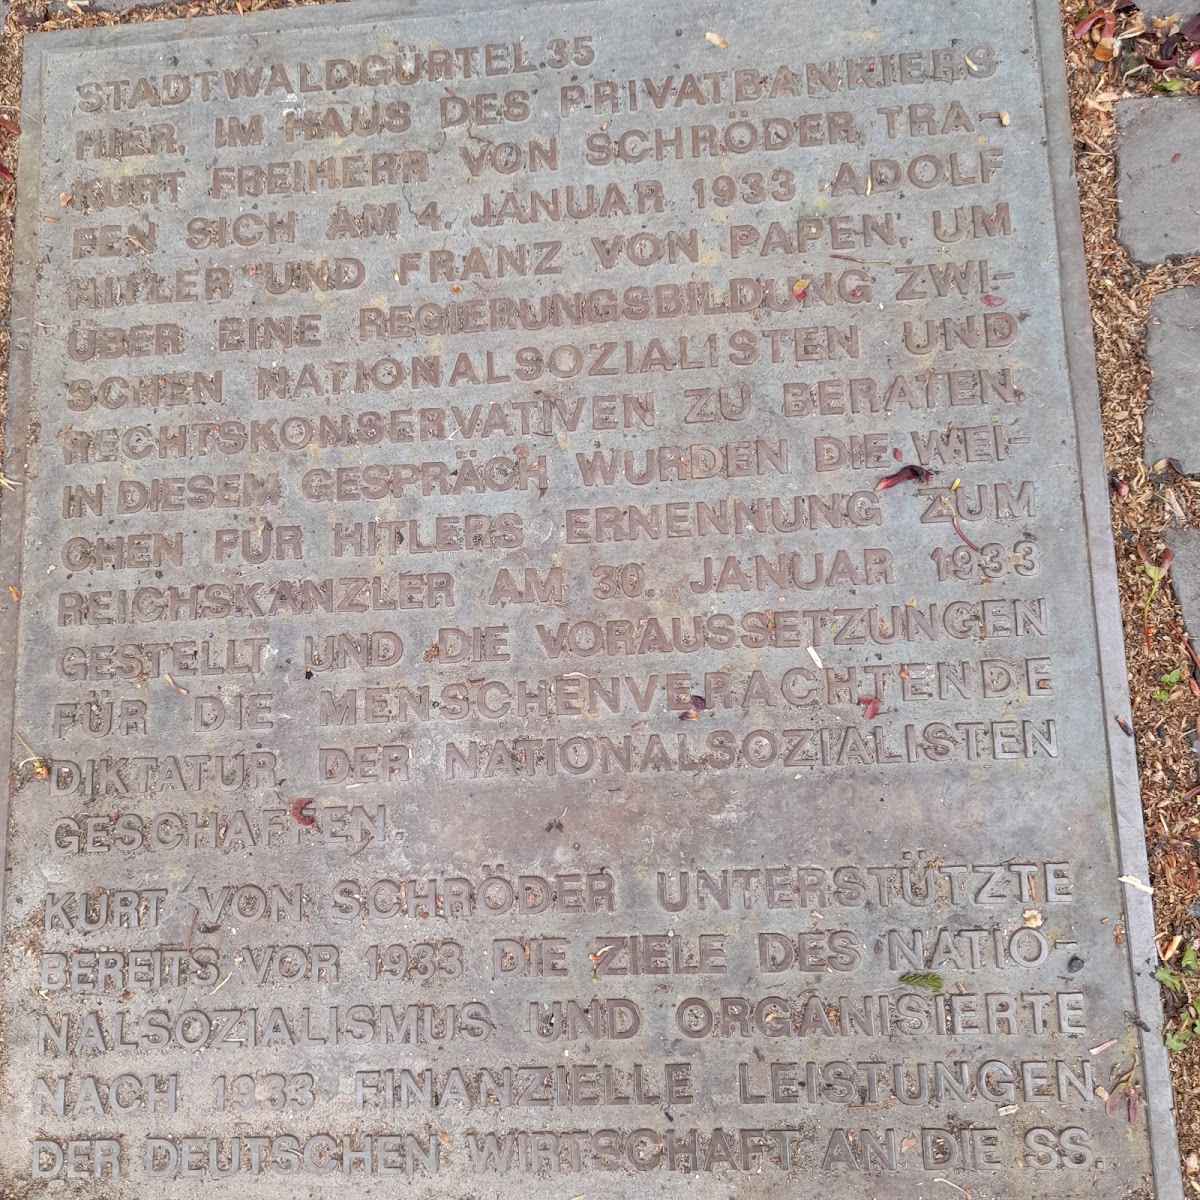 STADTWALDGÜRTEL 35
HIER, IM HAUS DES PRIVATBANKIERS
KURT FREIHERR VON SCHRÖDER, TRA-
FEN SICH AM 4. JANUAR 1933 ADOLF
HITLER UND FRANZ VON PAPEN, UM
ÜBER EINE REGIERUNGSBILDUNG ZWI-
SCHEN NATIONALSOZIALISTEN UND
RECHTSKONSERVATIVEN ZU BERATEN.
IN DIESEM GESPRÄCH WURDEN DIE WEI-
CHEN FÜR HITLERS ERNENNUNG ZUM
REICHSKANZLER AM 30. JANUAR 1933
GESTELLT UND DIE VORAUSSETZUNGEN
FÜR DIE MENSCHENVERACHTENDE
DIKTATUR DER NATIONALSOZIALISTEN
GESCHAFFEN.
KURT VON SCHRÖDER UNTERSTÜTZTE
BEREITS VOR 1933 DIE ZIELE DES NATIO-
NALSOZIALISMUS UND ORGANISIERTE
NACH 1933 FINANZIELLE LEISTUNGEN
DER DEUTSCHEN WIRTSCHAFT AN DIE SS.